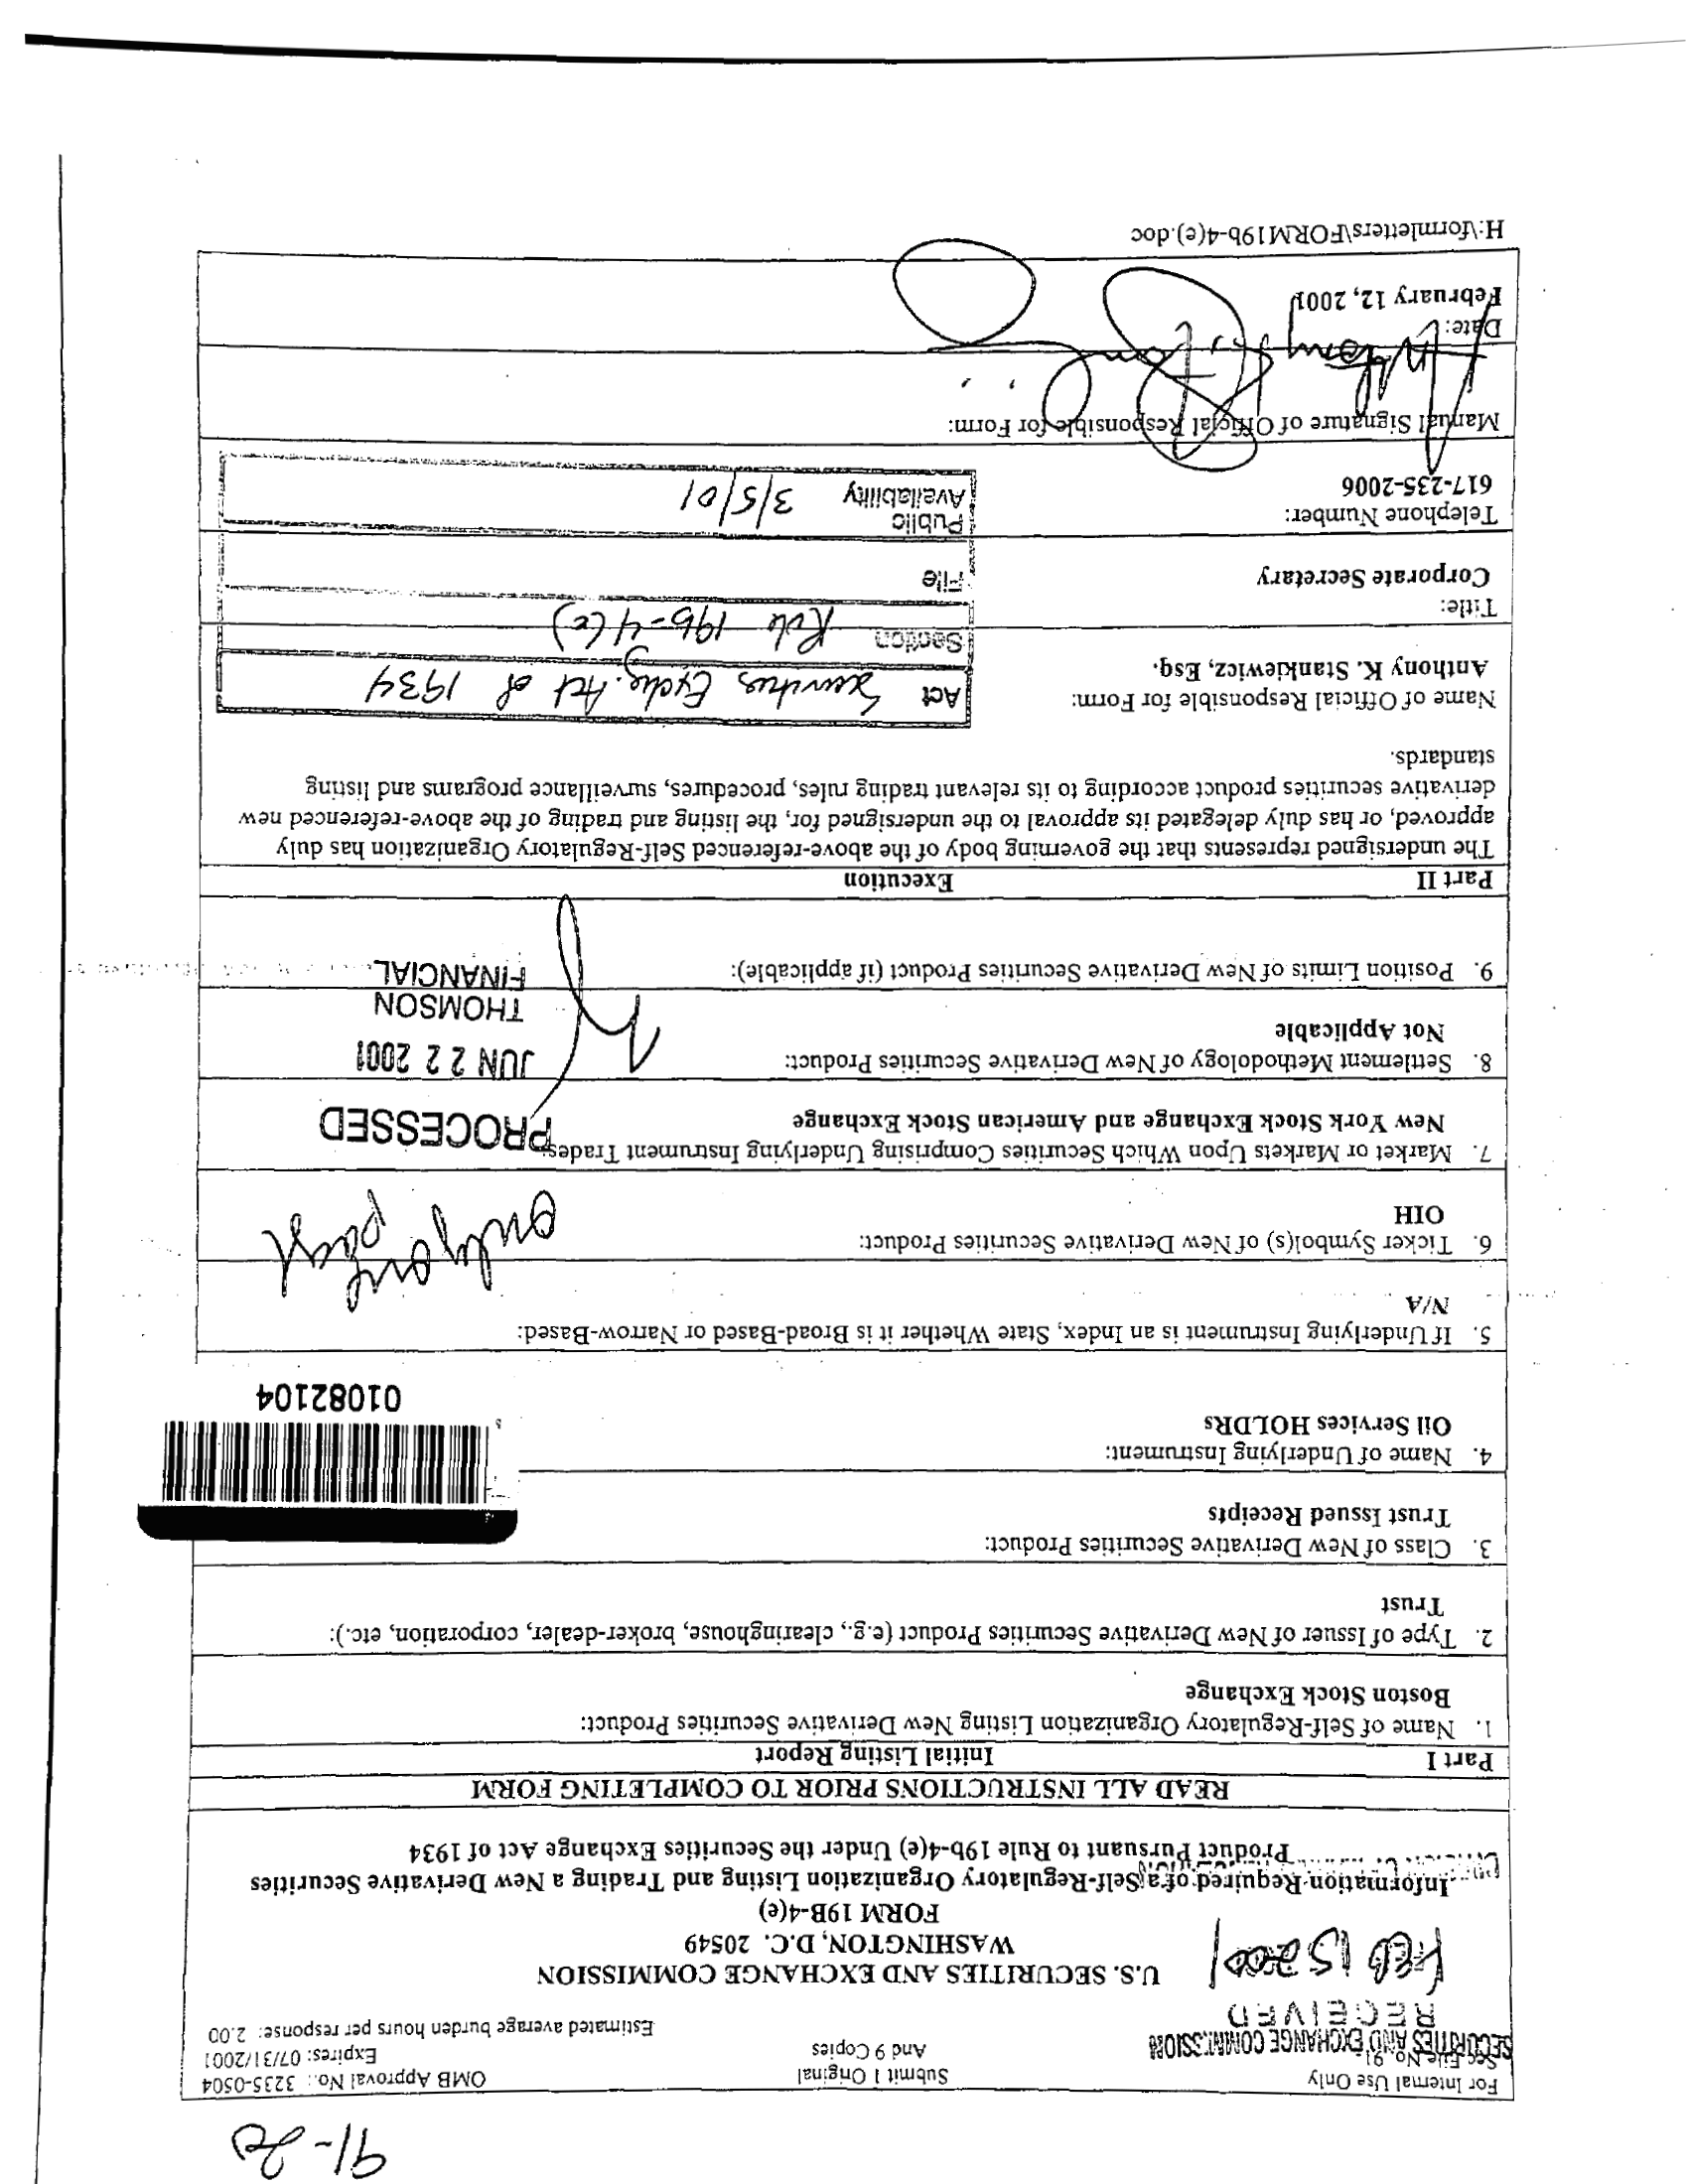 91-20
For Internal Use Only
Submit 1 Original
OMB Approval No.: 3235-0504
Sec File No. 91-
And 9 Copies
Expires: 07/31/2001
SECURITIES AND EXCHANGE COMMISSION
Estimated average burden hours per response: 2.00
RECEIVED
FEB 15 2001
U.S. SECURITIES AND EXCHANGE COMMISSION
WASHINGTON, D.C. 20549
FORM 19B-4(e)
Information Required of a Self-Regulatory Organization Listing and Trading a New Derivative Securities
Product Pursuant to Rule 19b-4(e) Under the Securities Exchange Act of 1934
READ ALL INSTRUCTIONS PRIOR TO COMPLETING FORM
Part I Initial Listing Report
1. Name of Self-Regulatory Organization Listing New Derivative Securities Product:
Boston Stock Exchange
2. Type of Issuer of New Derivative Securities Product (e.g., clearinghouse, broker-dealer, corporation, etc.):
Trust
3. Class of New Derivative Securities Product:
Trust Issued Receipts
4. Name of Underlying Instrument:
Oil Services HOLDRs
01082104
5. If Underlying Instrument is an Index, State Whether it is Broad-Based or Narrow-Based:
N/A
6. Ticker Symbol(s) of New Derivative Securities Product:
OIH
only one
page
7. Market or Markets Upon Which Securities Comprising Underlying Instrument Trades:
New York Stock Exchange and American Stock Exchange
PROCESSED
8. Settlement Methodology of New Derivative Securities Product:
Not Applicable
JUN 22 2001
THOMSON
FINANCIAL
9. Position Limits of New Derivative Securities Product (if applicable):
Part II Execution
The undersigned represents that the governing body of the above-referenced Self-Regulatory Organization has duly
approved, or has duly delegated its approval to the undersigned for, the listing and trading of the above-referenced new
derivative securities product according to its relevant trading rules, procedures, surveillance programs and listing
standards.
Name of Official Responsible for Form:
Anthony K. Stankiewicz, Esq.
Act Securities Exchg. Act of 1934
Title:
Corporate Secretary
Section Rule 19b-4(e)
File
Telephone Number:
617-235-2006
Public
Availability 3/5/01
Manual Signature of Official Responsible for Form:
Date:
February 12, 2001
H:\formletters\FORM19b-4(e).doc